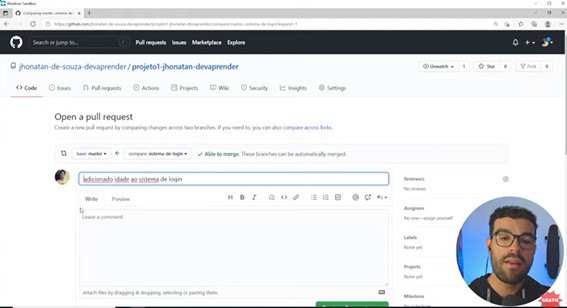 Windows Sandbox
Comparing master...sistema-de-login
https://github.com/jhonatan-de-souza-devaprender/projeto1-jhonatan-devaprender/compare/master...sistema-de-login?expand=1
Search or jump to...
Pull requests Issues Marketplace Explore
jhonatan-de-souza-devaprender / projeto1-jhonatan-devaprender
Unwatch 1 Star 0 Fork 0
Code Issues Pull requests Actions Projects Wiki Security Insights Settings
Open a pull request
Create a new pull request by comparing changes across two branches. If you need to, you can also compare across forks.
base: master compare: sistema-de-login Able to merge. These branches can be automatically merged.
adicionado idade ao sistema de login
Write Preview
Leave a comment
Attach files by dragging & dropping, selecting or pasting them.
Reviewers
No reviews
Assignees
No one—assign yourself
Labels
None yet
Projects
None yet
Milestone
GRÁTIS